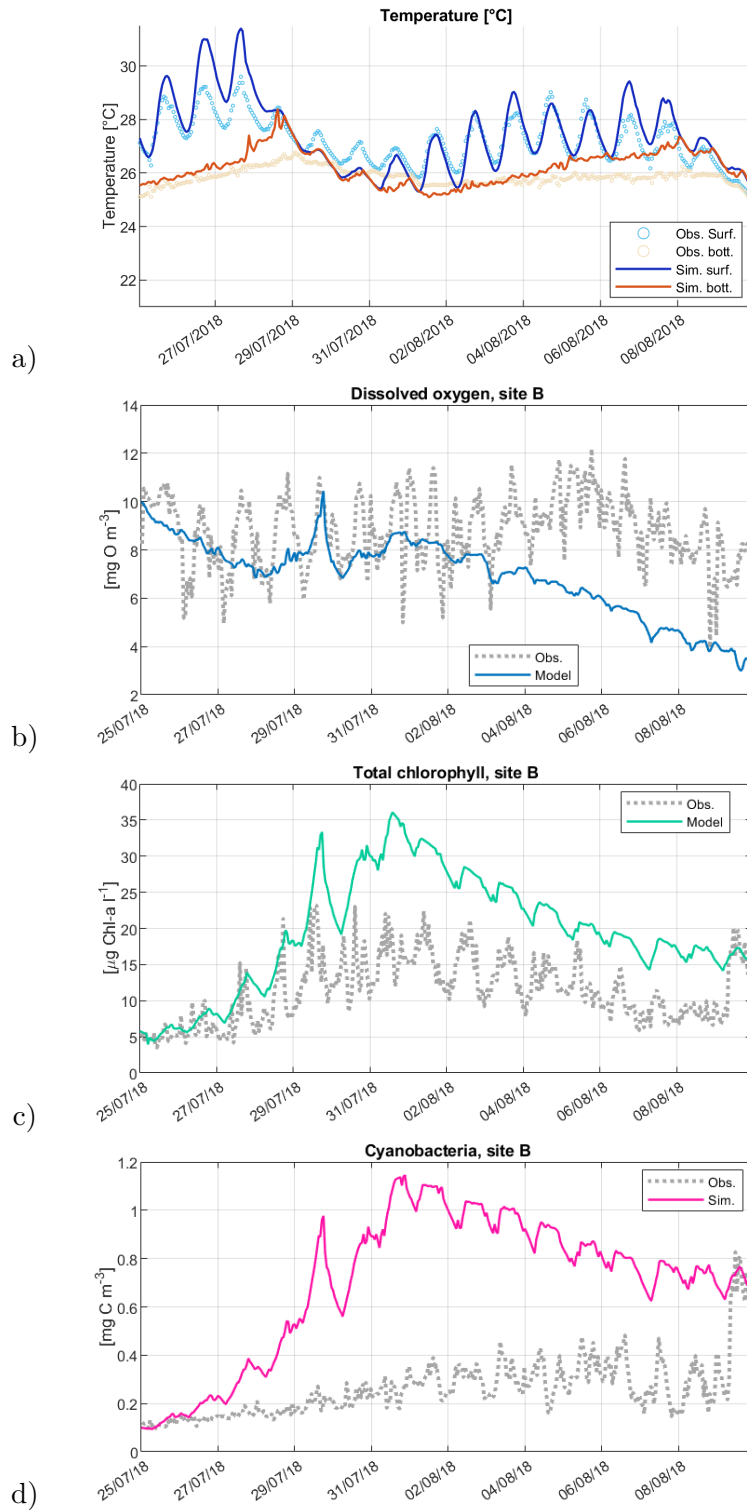 Temperature [°C]
Temperature [°C]
30
28
26
24
22
Obs. Surf.
Obs. bott.
Sim. surf.
Sim. bott.
27/07/2018
29/07/2018
31/07/2018
02/08/2018
04/08/2018
06/08/2018
08/08/2018
a)
Dissolved oxygen, site B
[mg O m⁻³]
14
12
10
8
6
4
2
Obs.
Model
25/07/18
27/07/18
29/07/18
31/07/18
02/08/18
04/08/18
06/08/18
08/08/18
b)
Total chlorophyll, site B
[µg Chl-a l⁻¹]
40
35
30
25
20
15
10
5
0
Obs.
Model
25/07/18
27/07/18
29/07/18
31/07/18
02/08/18
04/08/18
06/08/18
08/08/18
c)
Cyanobacteria, site B
[mg C m⁻³]
1.2
1
0.8
0.6
0.4
0.2
0
Obs.
Sim.
25/07/18
27/07/18
29/07/18
31/07/18
02/08/18
04/08/18
06/08/18
08/08/18
d)